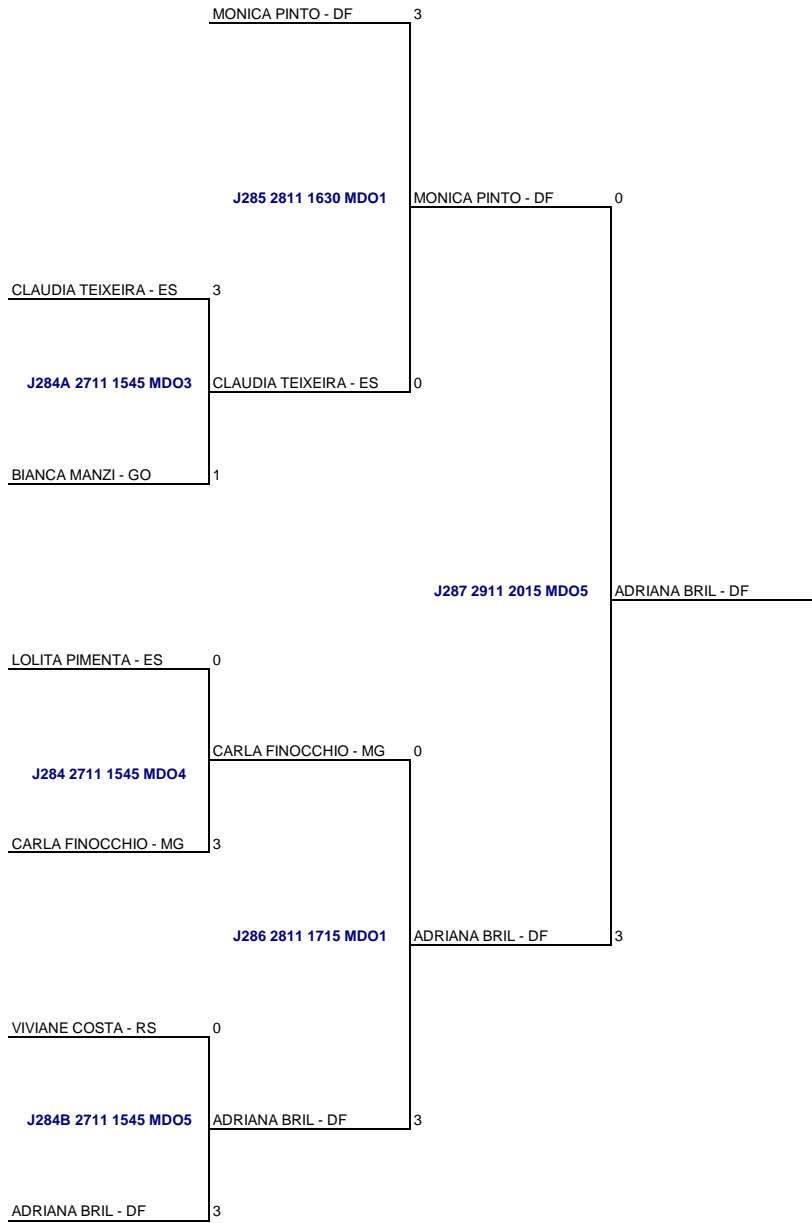 MONICA PINTO - DF 3
J285 2811 1630 MDO1 MONICA PINTO - DF 0
CLAUDIA TEIXEIRA - ES 3
J284A 2711 1545 MDO3 CLAUDIA TEIXEIRA - ES 0
BIANCA MANZI - GO 1
J287 2911 2015 MDO5 ADRIANA BRIL - DF
LOLITA PIMENTA - ES 0
CARLA FINOCCHIO - MG 0
J284 2711 1545 MDO4
CARLA FINOCCHIO - MG 3
J286 2811 1715 MDO1 ADRIANA BRIL - DF 3
VIVIANE COSTA - RS 0
J284B 2711 1545 MDO5 ADRIANA BRIL - DF 3
ADRIANA BRIL - DF 3